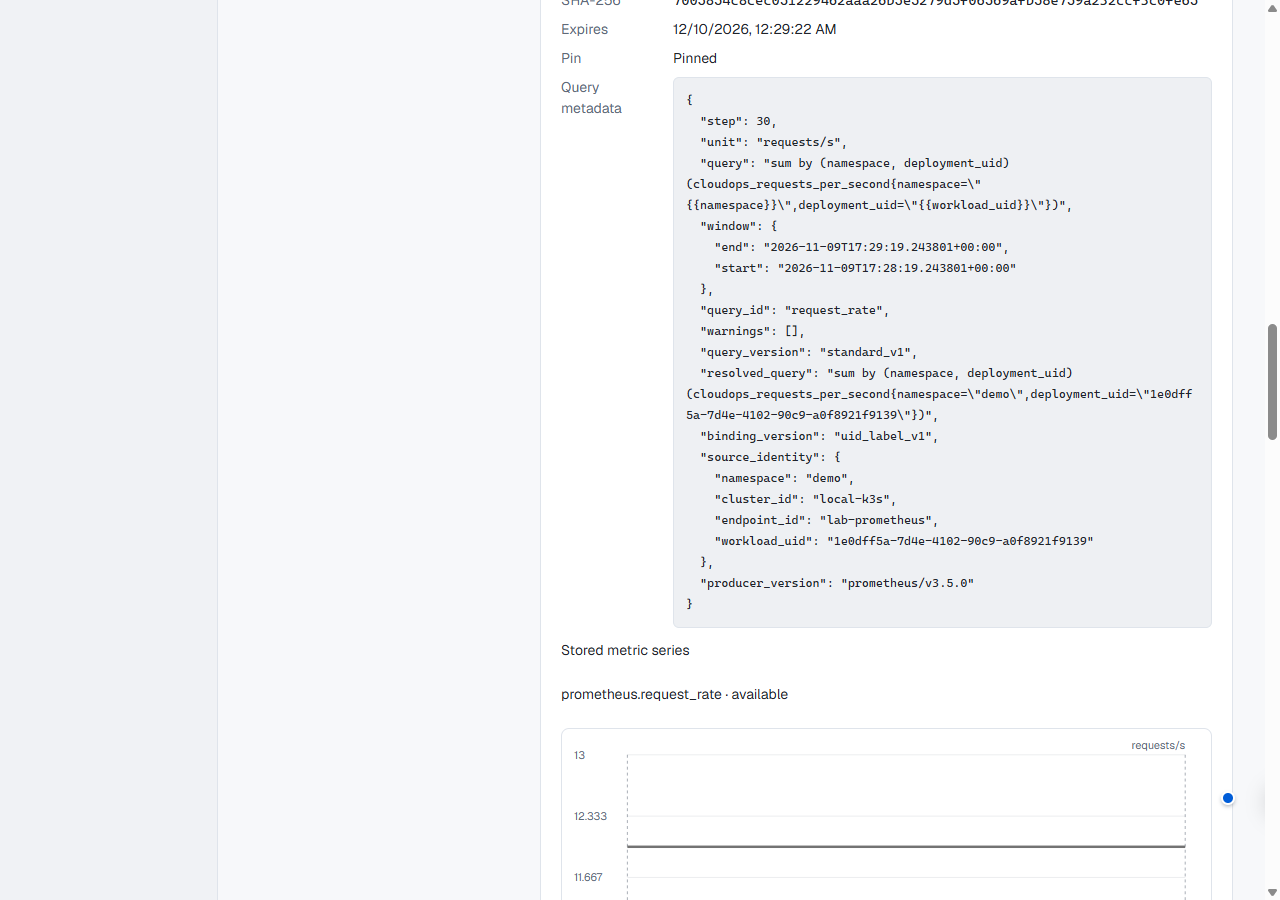 Expires 12/10/2026, 12:29:22 AM
Pin Pinned
Query
metadata
{
"step": 30,
"unit": "requests/s",
"query": "sum by (namespace, deployment_uid)
(cloudops_requests_per_second{namespace=\"
{{namespace}}\",deployment_uid=\"{{workload_uid}}\"})",
"window": {
"end": "2026-11-09T17:29:19.243801+00:00",
"start": "2026-11-09T17:28:19.243801+00:00"
},
"query_id": "request_rate",
"warnings": [],
"query_version": "standard_v1",
"resolved_query": "sum by (namespace, deployment_uid)
(cloudops_requests_per_second{namespace=\"demo\",deployment_uid=\"1e0dff
5a-7d4e-4102-90c9-a0f8921f9139\"})",
"binding_version": "uid_label_v1",
"source_identity": {
"namespace": "demo",
"cluster_id": "local-k3s",
"endpoint_id": "lab-prometheus",
"workload_uid": "1e0dff5a-7d4e-4102-90c9-a0f8921f9139"
},
"producer_version": "prometheus/v3.5.0"
}
Stored metric series
prometheus.request_rate · available
requests/s
13
12.333
11.667